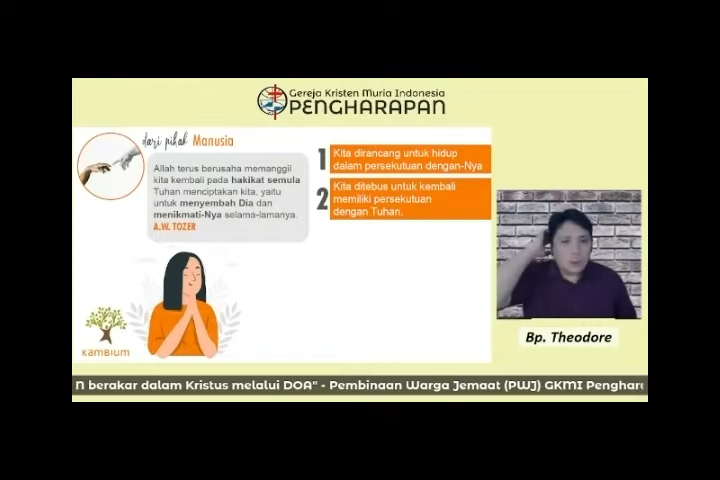 Gereja Kristen Muria Indonesia
PENGHARAPAN
dari pihak Manusia
Allah terus berusaha memanggil
kita kembali pada hakikat semula
Tuhan menciptakan kita, yaitu
untuk menyembah Dia dan
menikmati-Nya selama-lamanya.
A.W. TOZER
1 Kita dirancang untuk hidup
dalam persekutuan dengan-Nya
2 Kita ditebus untuk kembali
memiliki persekutuan
dengan Tuhan.
kambium
Bp. Theodore
N berakar dalam Kristus melalui DOA" - Pembinaan Warga Jemaat (PWJ) GKMI Pengharu